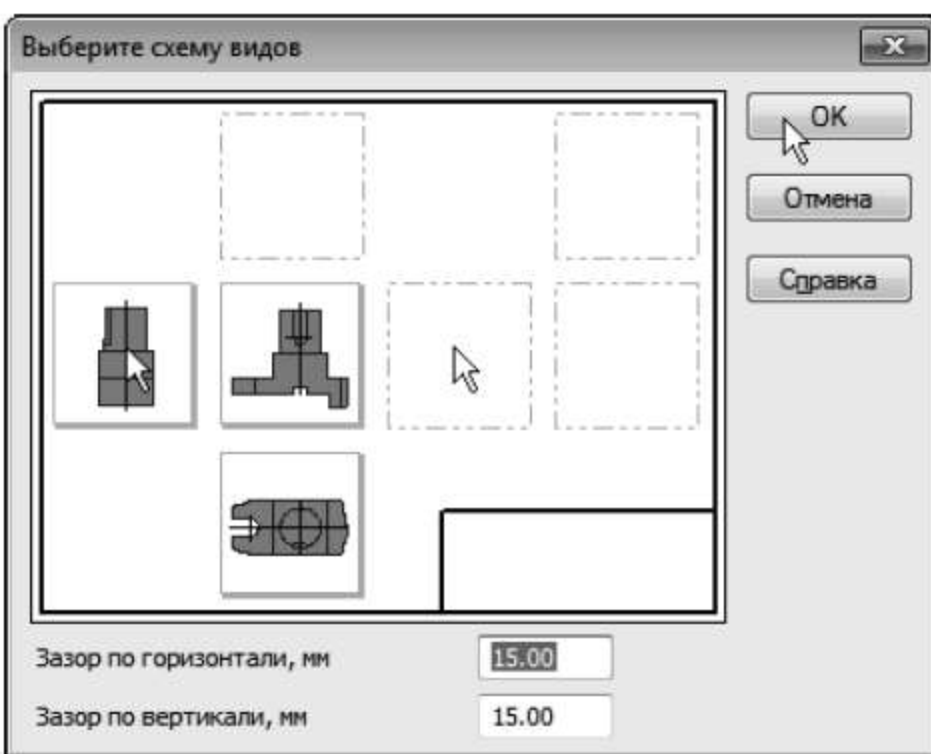 Выберите схему видов
OK
Отмена
Справка
Зазор по горизонтали, мм 15.00
Зазор по вертикали, мм 15.00